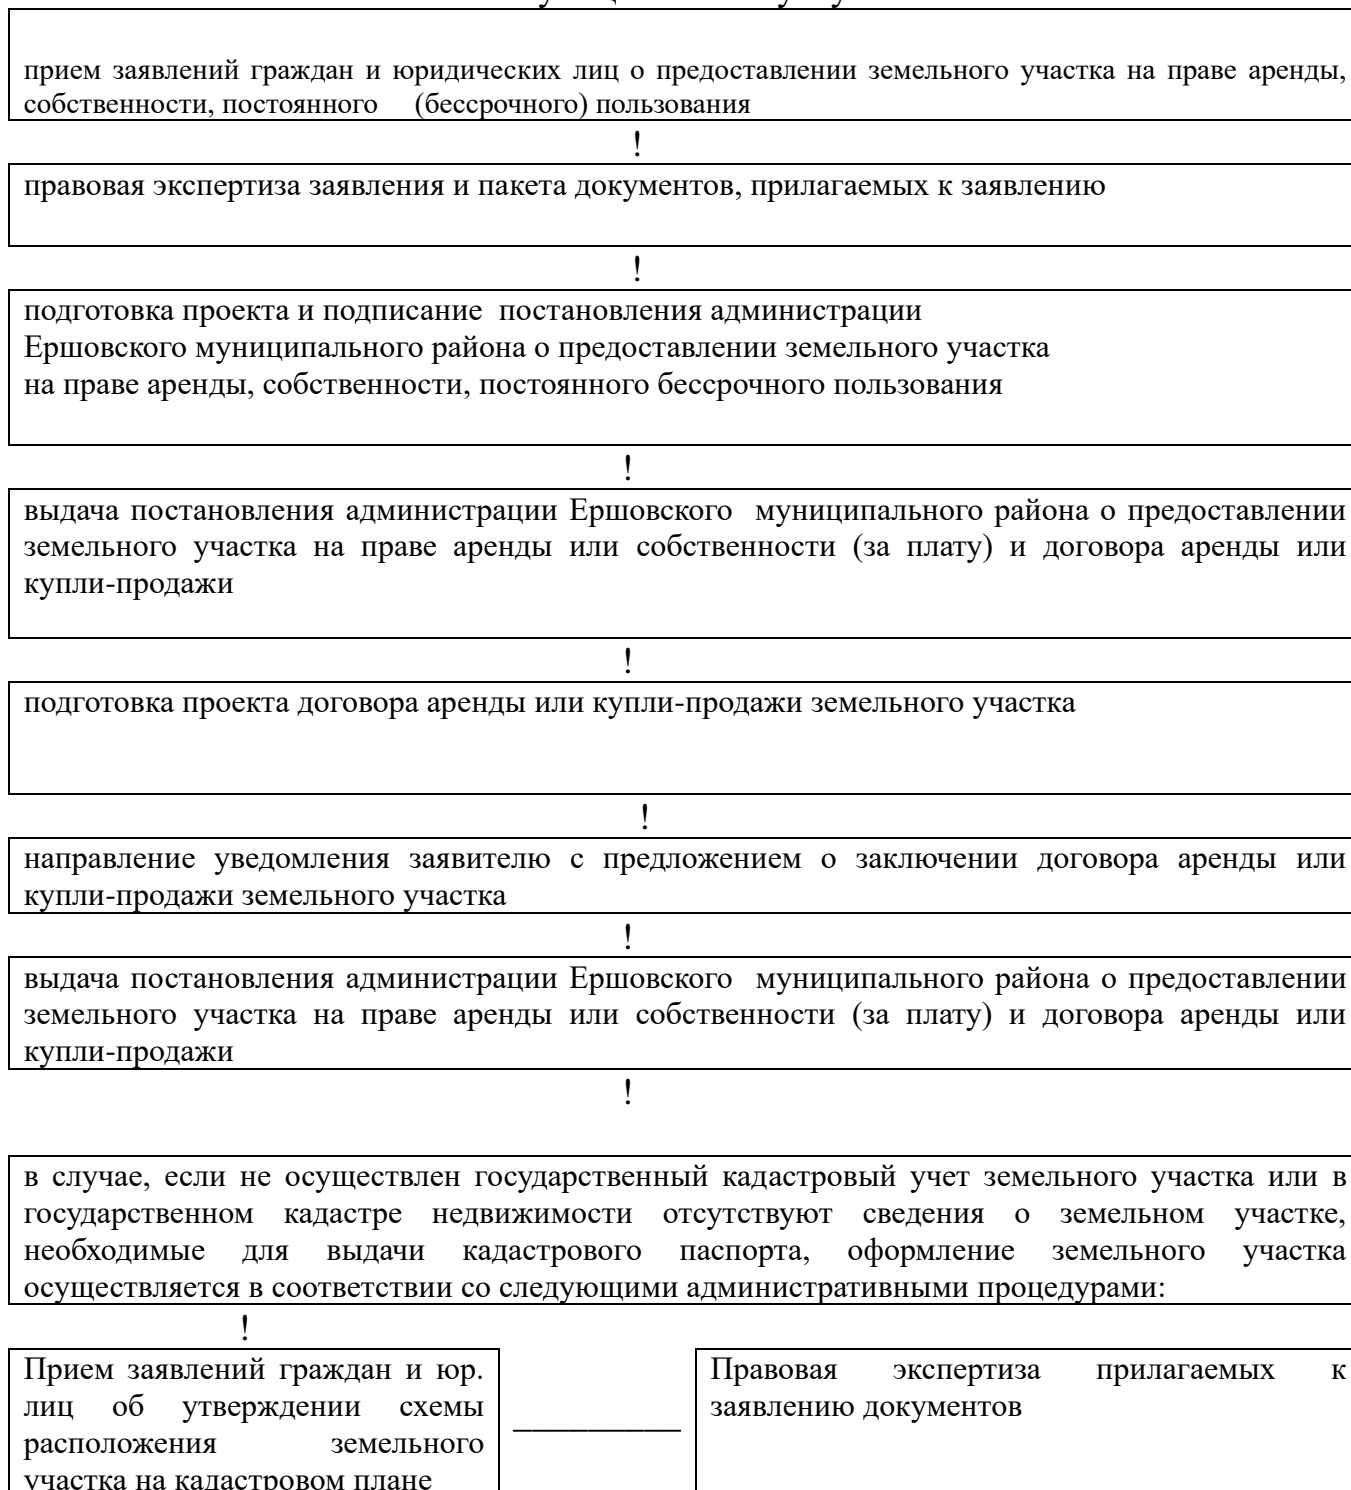 прием заявлений граждан и юридических лиц о предоставлении земельного участка на праве аренды,
собственности, постоянного (бессрочного) пользования
!
правовая экспертиза заявления и пакета документов, прилагаемых к заявлению
!
подготовка проекта и подписание постановления администрации
Ершовского муниципального района о предоставлении земельного участка
на праве аренды, собственности, постоянного бессрочного пользования
!
выдача постановления администрации Ершовского муниципального района о предоставлении
земельного участка на праве аренды или собственности (за плату) и договора аренды или
купли-продажи
!
подготовка проекта договора аренды или купли-продажи земельного участка
!
направление уведомления заявителю с предложением о заключении договора аренды или
купли-продажи земельного участка
!
выдача постановления администрации Ершовского муниципального района о предоставлении
земельного участка на праве аренды или собственности (за плату) и договора аренды или
купли-продажи
!
в случае, если не осуществлен государственный кадастровый учет земельного участка или в
государственном кадастре недвижимости отсутствуют сведения о земельном участке,
необходимые для выдачи кадастрового паспорта, оформление земельного участка
осуществляется в соответствии со следующими административными процедурами:
!
Прием заявлений граждан и юр.
лиц об утверждении схемы
расположения земельного
участка на кадастровом плане
Правовая экспертиза прилагаемых к
заявлению документов